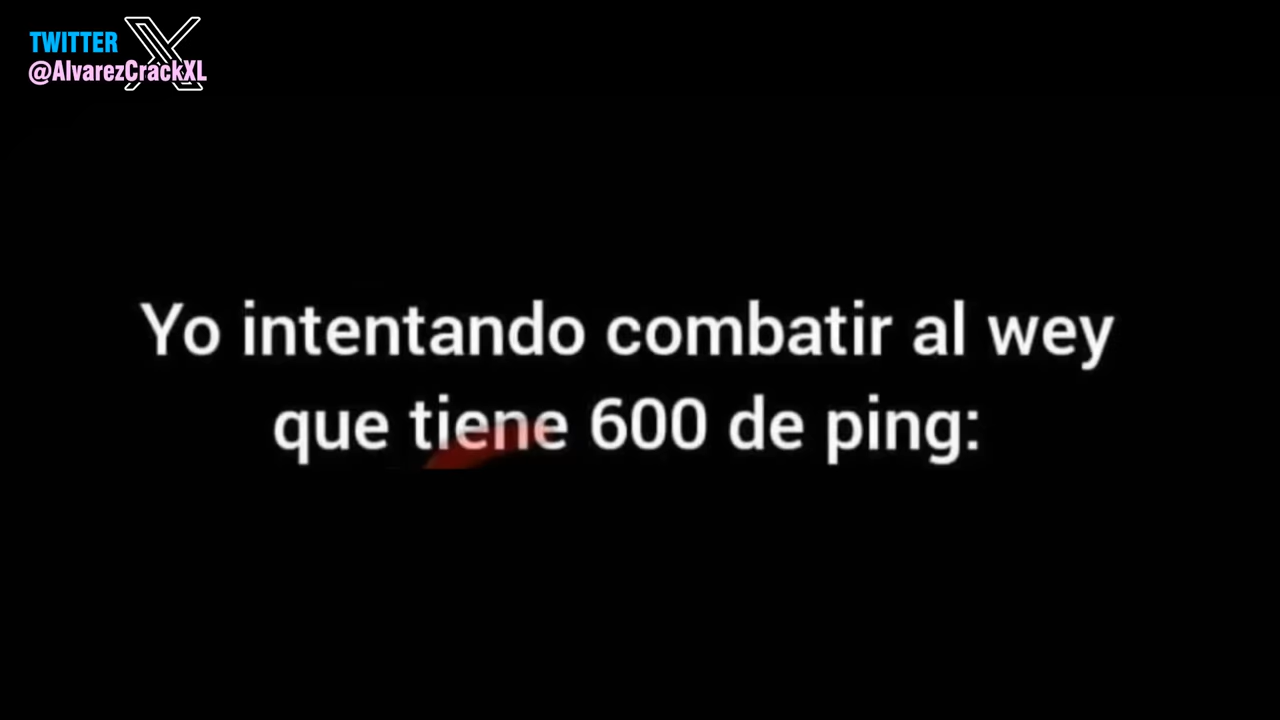 TWITTER
@AlvarezCrackXL
Yo intentando combatir al wey
que tiene 600 de ping: